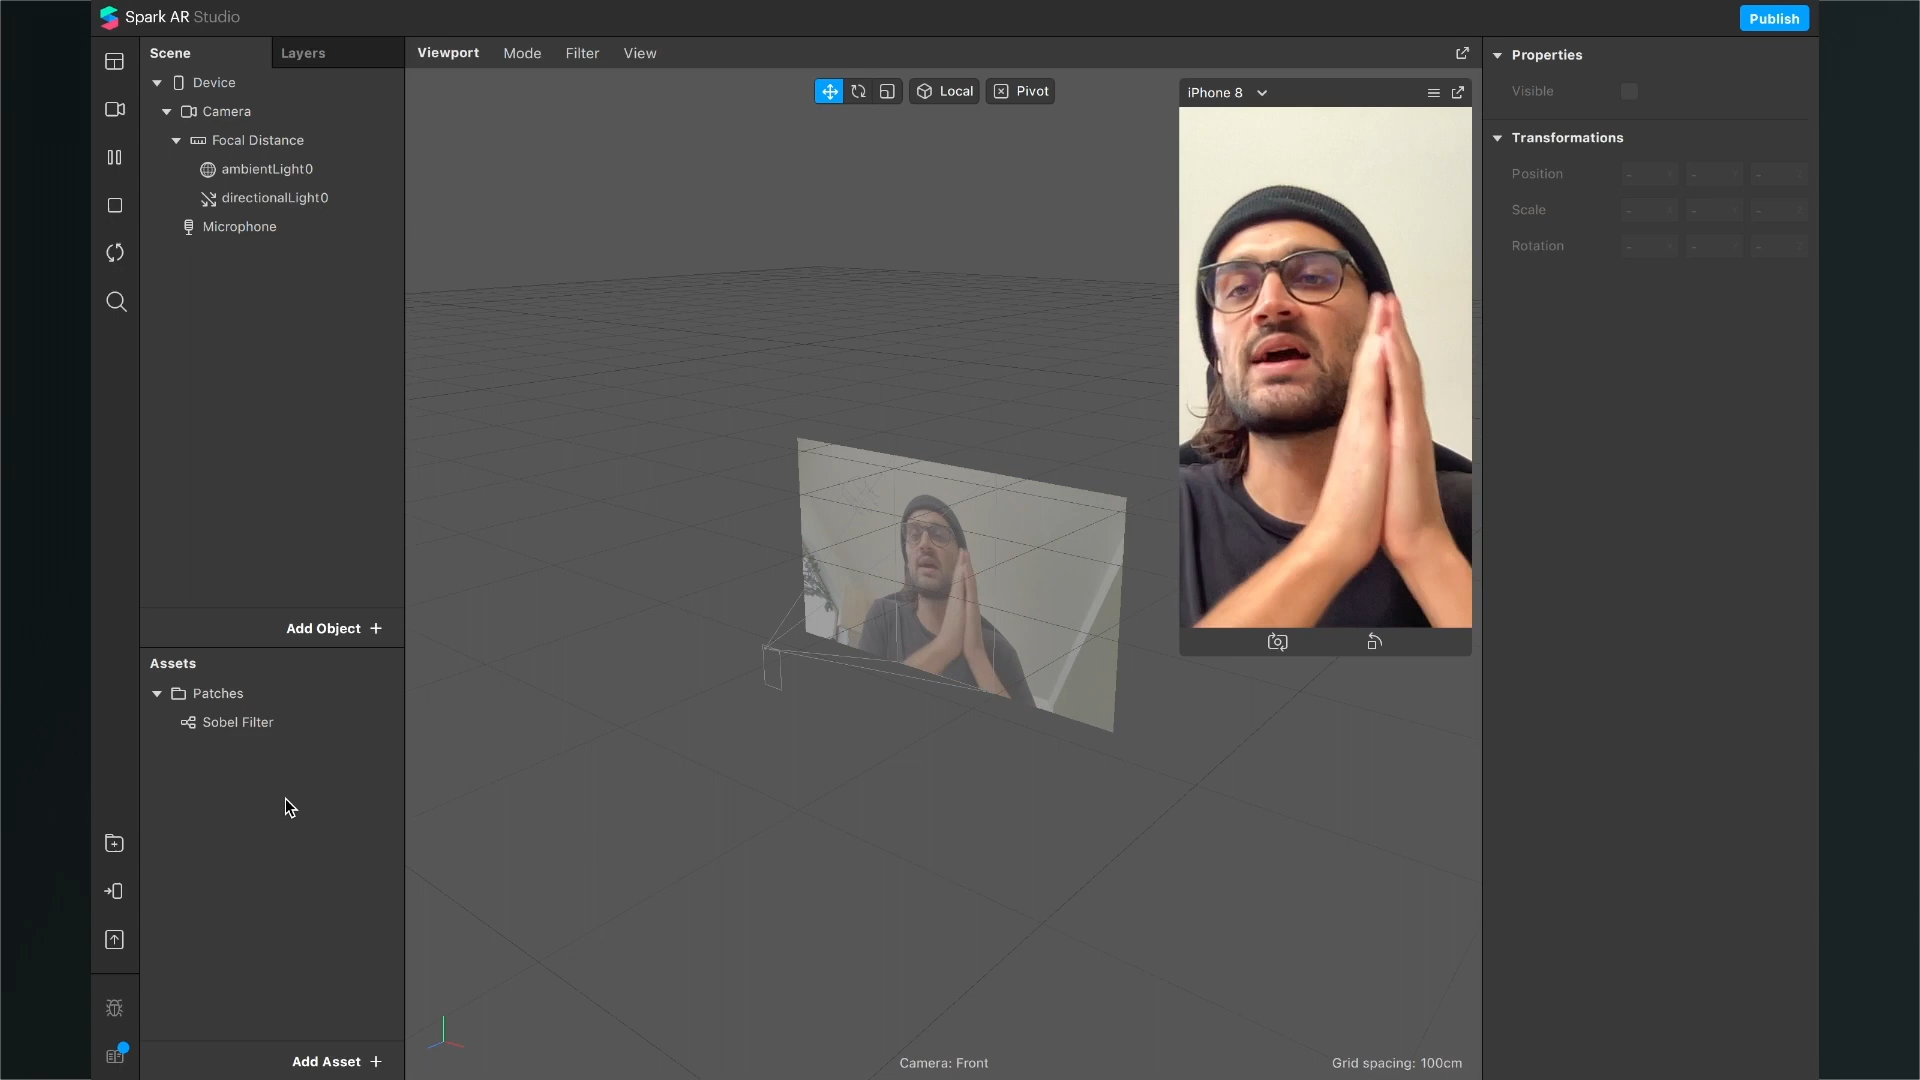 Spark AR Studio
Publish
Scene
Layers
Device
Camera
Focal Distance
ambientLight0
directionalLight0
Microphone
Add Object +
Assets
Patches
Sobel Filter
Add Asset +
Viewport
Mode
Filter
View
Local
Pivot
iPhone 8
Camera: Front
Grid spacing: 100cm
Properties
Visible
Transformations
Position
Scale
Rotation